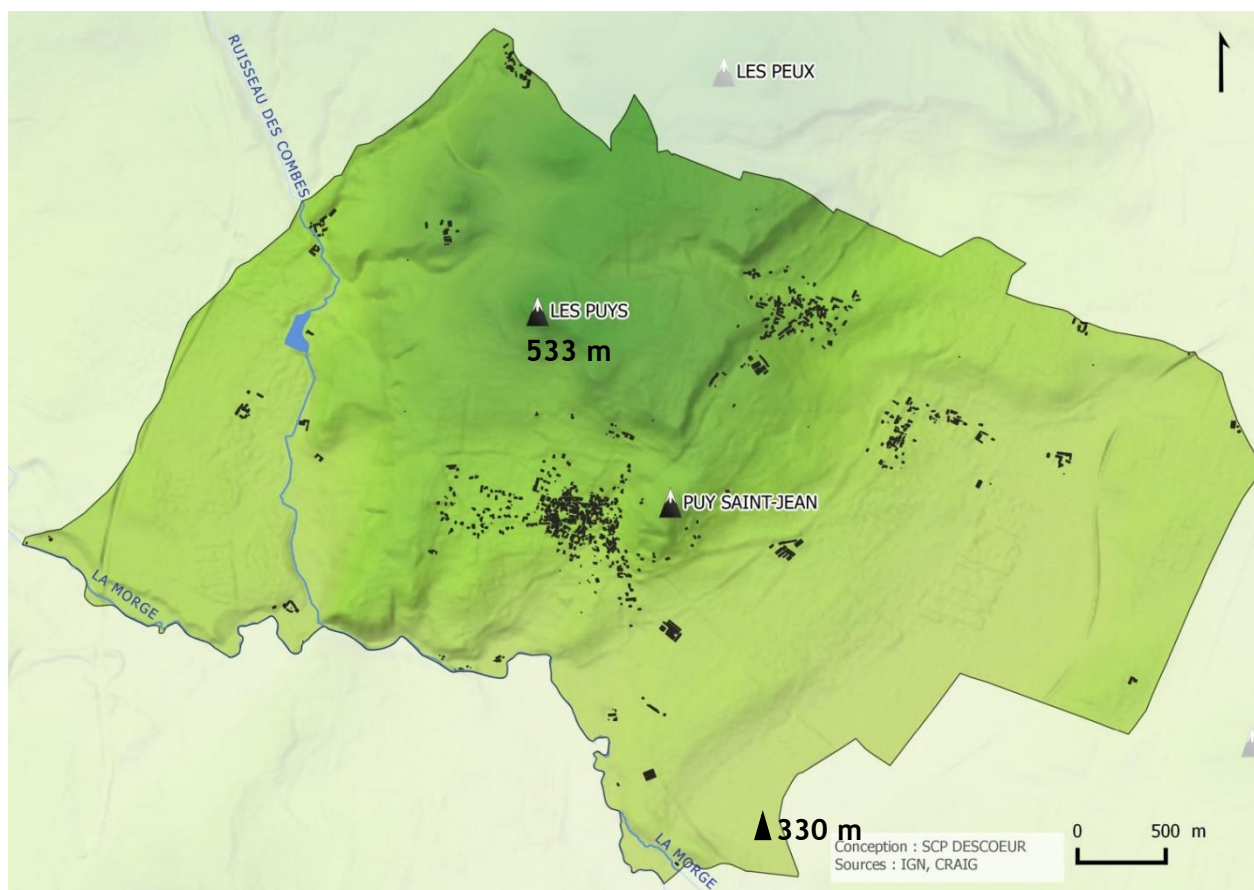 RUISSEAU DES COMBES
LES PEUX
LES PUYS
533 m
PUY SAINT-JEAN
LA MORGE
330 m
LA MORGE
Conception : SCP DESCOEUR
Sources : IGN, CRAIG
0 500 m